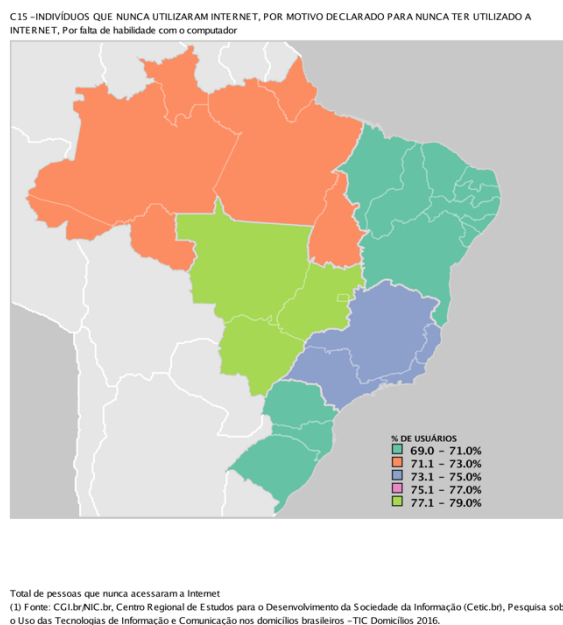 C15 -INDIVÍDUOS QUE NUNCA UTILIZARAM INTERNET, POR MOTIVO DECLARADO PARA NUNCA TER UTILIZADO A
INTERNET, Por falta de habilidade com o computador
% DE USUÁRIOS
69.0 - 71.0%
71.1 - 73.0%
73.1 - 75.0%
75.1 - 77.0%
77.1 - 79.0%
Total de pessoas que nunca acessaram a Internet
(1) Fonte: CGI.br/NIC.br, Centro Regional de Estudos para o Desenvolvimento da Sociedade da Informação (Cetic.br), Pesquisa sob
o Uso das Tecnologias de Informação e Comunicação nos domicílios brasileiros -TIC Domicílios 2016.